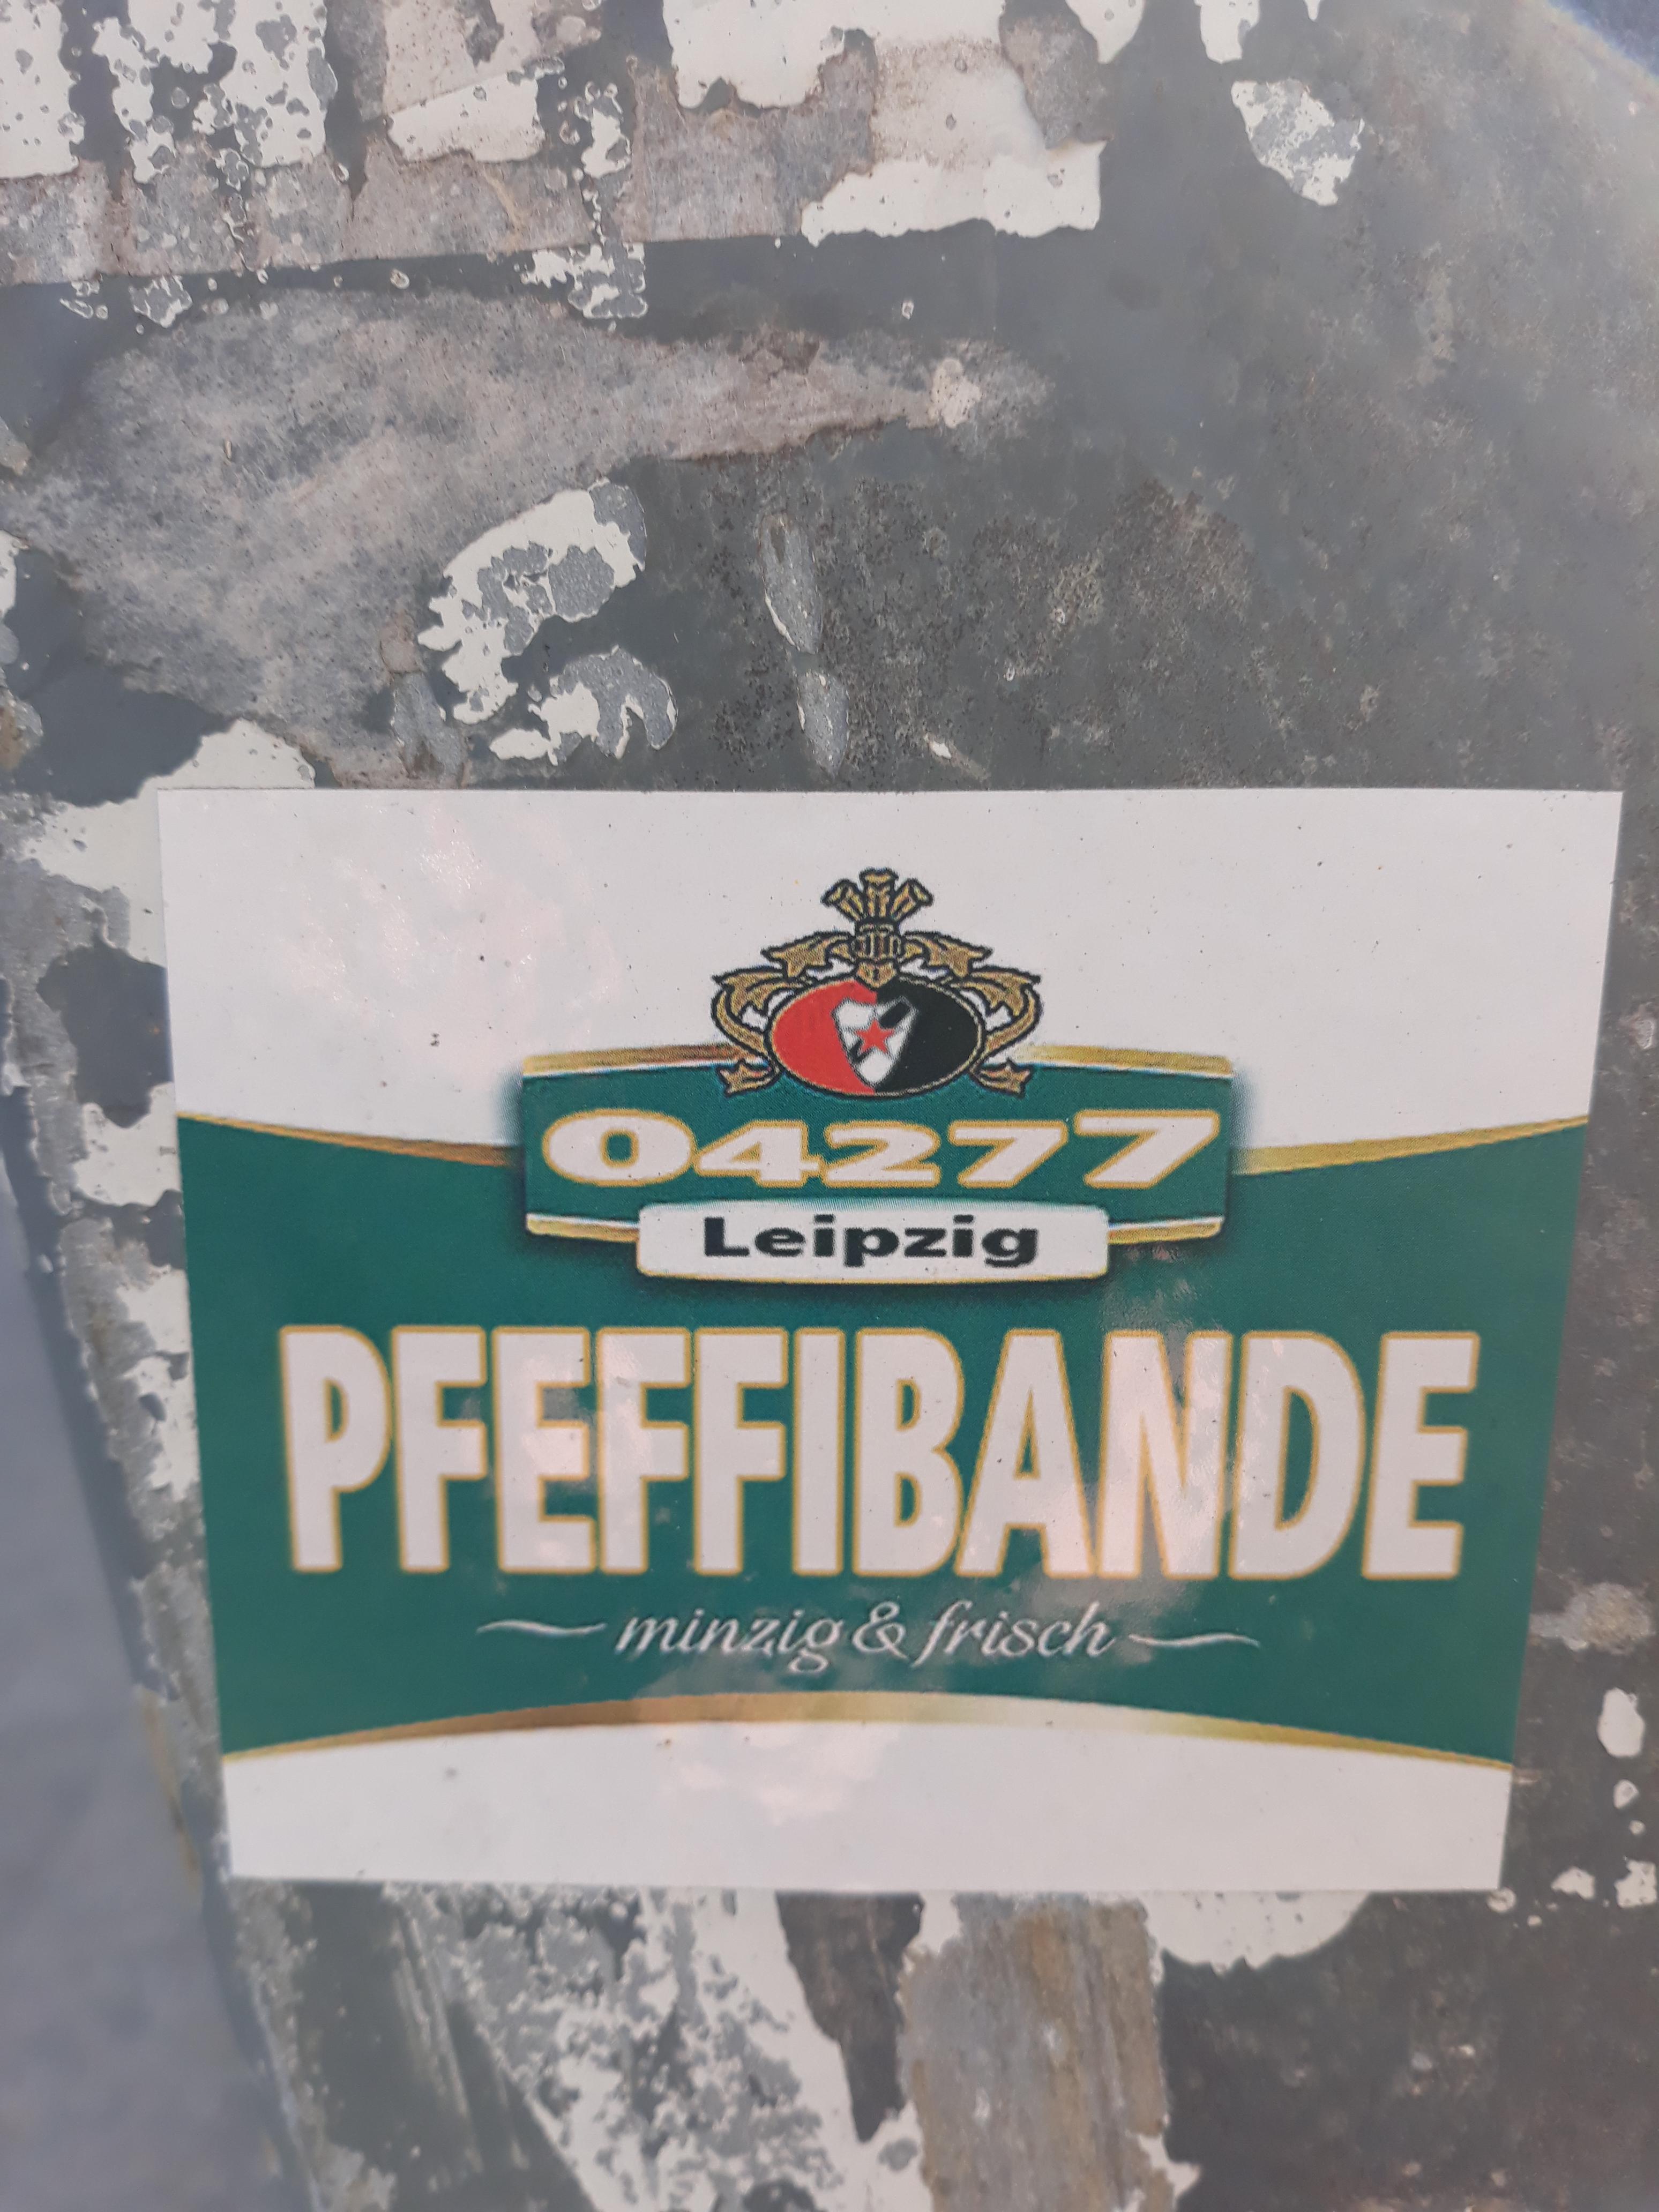 04277
Leipzig
PFEFFIBANDE
minzig & frisch